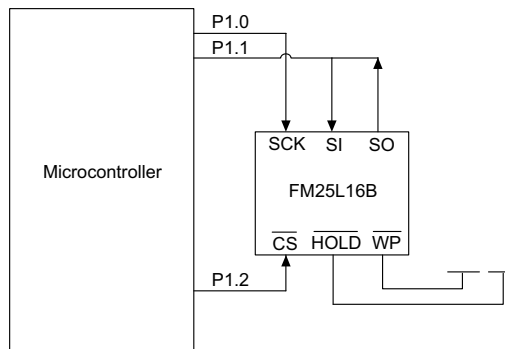 P1.0
P1.1
SCK SI SO
Microcontroller
FM25L16B
CS HOLD WP
P1.2